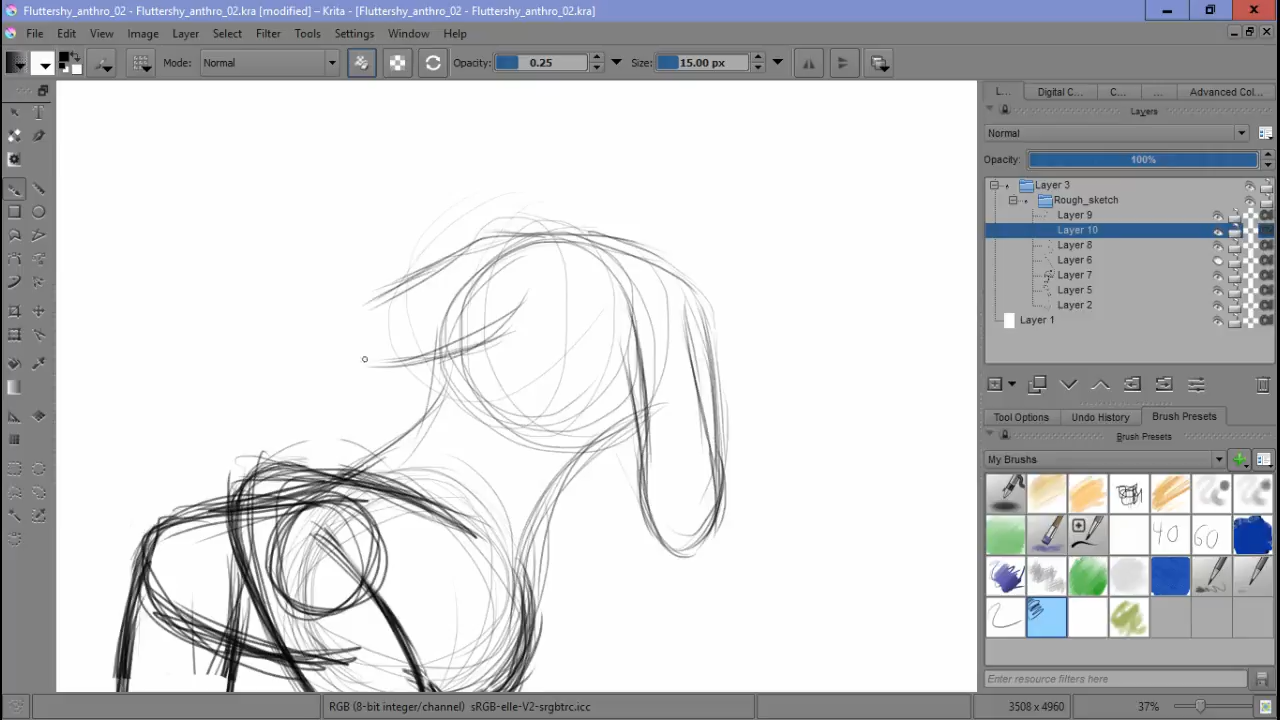 Fluttershy_anthro_02 - Fluttershy_anthro_02.kra [modified] – Krita - [Fluttershy_anthro_02 - Fluttershy_anthro_02.kra]
File Edit View Image Layer Select Filter Tools Settings Window Help
Mode: Normal Opacity: 0.25 Size: 15.00 px
L... Digital C... C... ... Advanced Col...
Layers
Normal
Opacity: 100%
Layer 3
Rough_sketch
Layer 9
Layer 10
Layer 8
Layer 6
Layer 7
Layer 5
Layer 2
Layer 1
Tool Options Undo History Brush Presets
Brush Presets
My Brushes
40 60
Enter resource filters here
RGB (8-bit integer/channel) sRGB-elle-V2-srgbtrc.icc 3508 x 4960 37%